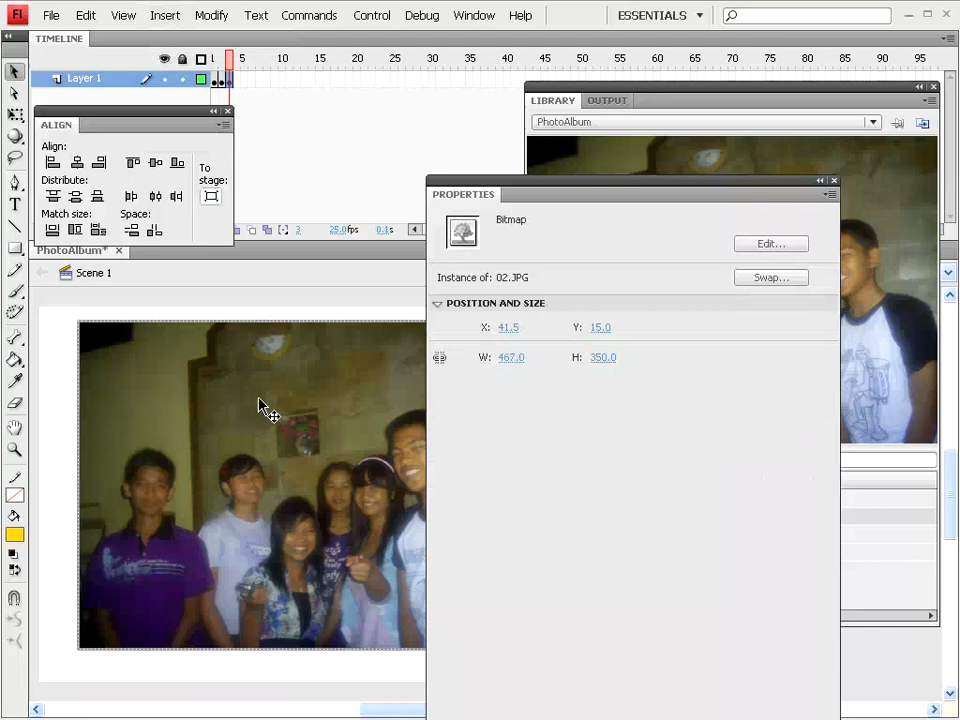 Fl File Edit View Insert Modify Text Commands Control Debug Window Help ESSENTIALS
TIMELINE
1 5 10 15 20 25 30 35 40 45 50 55 60 65 70 75 80 85 90 95
Layer 1
LIBRARY OUTPUT
PhotoAlbum
ALIGN
Align:
To
stage:
Distribute:
Match size: Space:
3 25.0fps 0.1s
PhotoAlbum*
Scene 1
PROPERTIES
Bitmap
Edit...
Instance of: 02.JPG Swap...
POSITION AND SIZE
X: 41.5 Y: 15.0
W: 467.0 H: 350.0